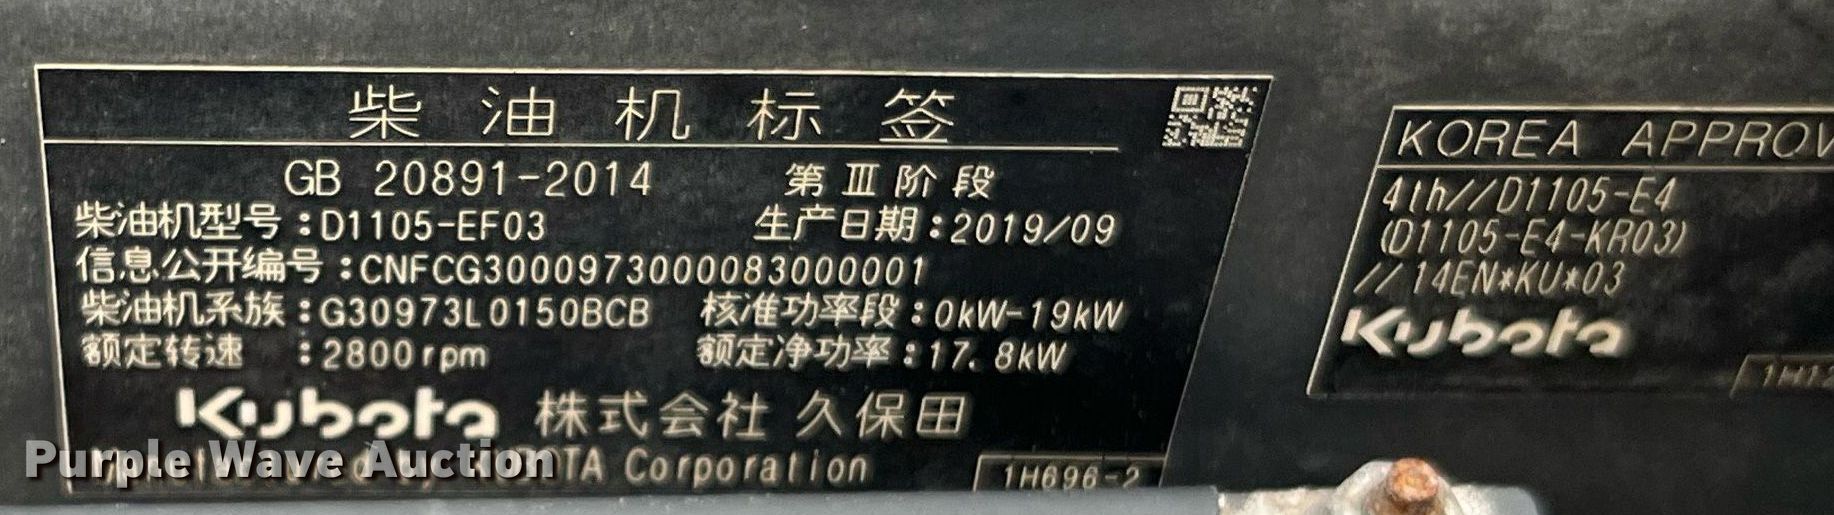 柴油机标签
GB 20891-2014 第Ⅲ阶段
柴油机型号:D1105-EF03 生产日期:2019/09
信息公开编号:CNFCG3000973000083000001
柴油机系族:G30973L0150BCB 核准功率段:0kW-19kW
额定转速 :2800rpm 额定净功率:17.8kW
Kubota 株式会社 久保田
Corporation
1H696-2
KOREA APPROV
4th//D1105-E4
(D1105-E4-KR03)
//14EN*KU*03
Kubota
Purple Wave Auction